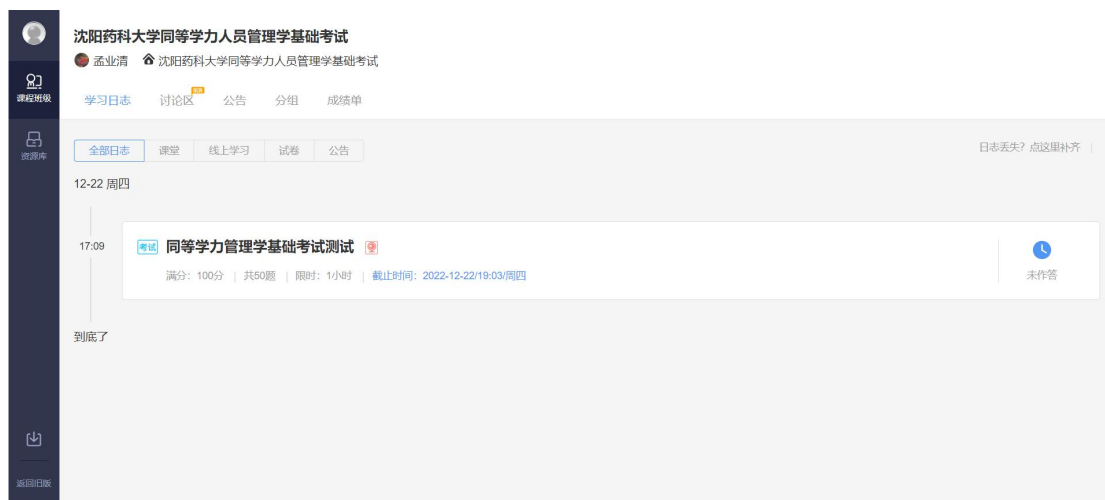 沈阳药科大学同等学力人员管理学基础考试
孟业清 沈阳药科大学同等学力人员管理学基础考试
课程班级
学习日志 讨论区 公告 分组 成绩单
资源库
全部日志 课堂 线上学习 试卷 公告
日志丢失？点这里补齐
12-22 周四
17:09
考试 同等学力管理学基础考试测试
满分：100分 | 共50题 | 限时：1小时 | 截止时间：2022-12-22/19:03/周四
未作答
到底了
返回旧版